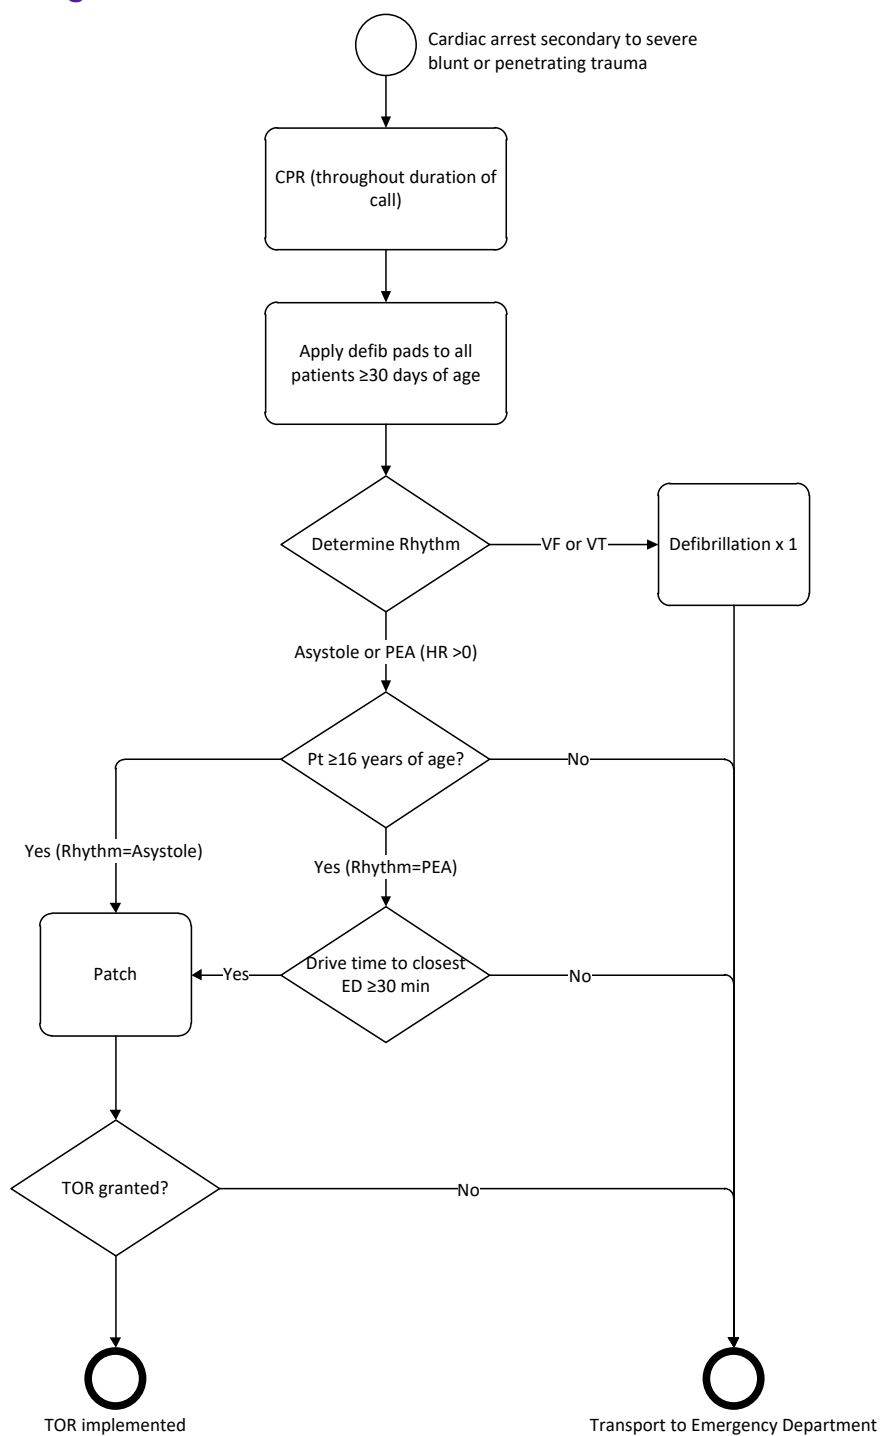 Cardiac arrest secondary to severe
blunt or penetrating trauma
CPR (throughout duration of
call)
Apply defib pads to all
patients ≥30 days of age
Determine Rhythm
VF or VT
Defibrillation x 1
Asystole or PEA (HR >0)
Pt ≥16 years of age?
No
Yes (Rhythm=Asystole)
Yes (Rhythm=PEA)
Patch
Yes
Drive time to closest
ED ≥30 min
No
TOR granted?
No
TOR implemented
Transport to Emergency Department